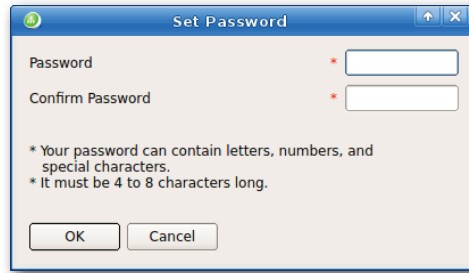 Set Password
Password *
Confirm Password *
* Your password can contain letters, numbers, and
special characters.
* It must be 4 to 8 characters long.
OK Cancel